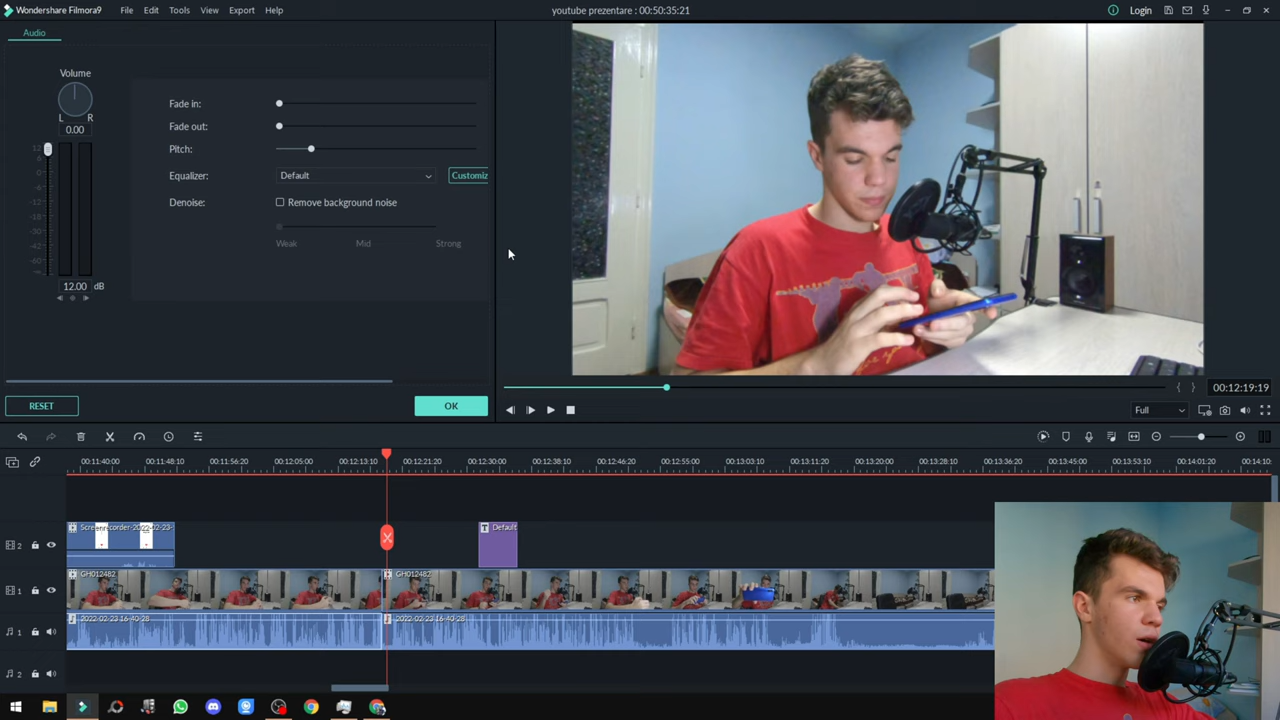 Wondershare Filmora9
File Edit Tools View Export Help
youtube prezentare : 00:50:35:21
Login
Audio
Volume
L R
0.00
12
6
0
-6
-12
-18
-30
-42
-60
-∞
12.00 dB
Fade in:
Fade out:
Pitch:
Equalizer: Default Customiz
Denoise: Remove background noise
Weak Mid Strong
RESET
OK
00:12:19:19
Full
00:11:40:00 00:11:48:10 00:11:56:20 00:12:05:00 00:12:13:10 00:12:21:20 00:12:30:00 00:12:38:10 00:12:46:20 00:12:55:00 00:13:03:10 00:13:11:20 00:13:20:00 00:13:28:10 00:13:36:20 00:13:45:00 00:13:53:10 00:14:01:20 00:14:10:
2 Screenrecorder-2022-02-23- T Default
1 GH012482 GH012482
1 2022-02-23 16-40-28 2022-02-23 16-40-28
2